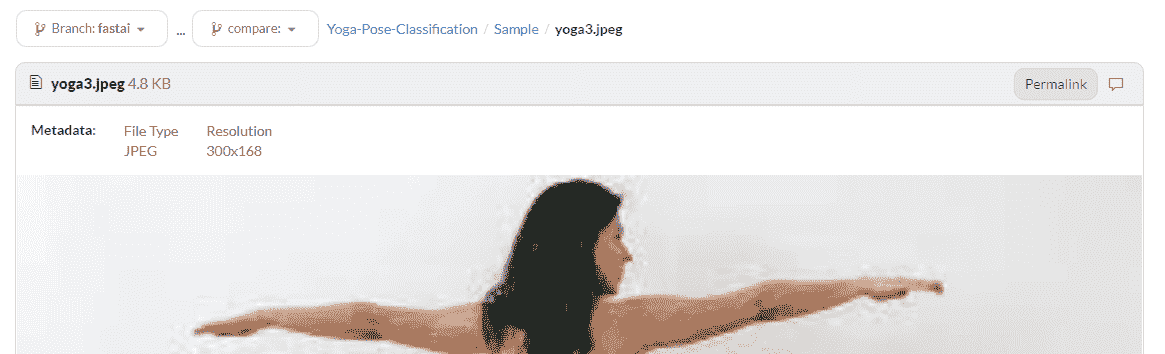 Branch: fastai ... compare: Yoga-Pose-Classification / Sample / yoga3.jpeg
yoga3.jpeg 4.8 KB Permalink
Metadata: File Type Resolution
JPEG 300x168